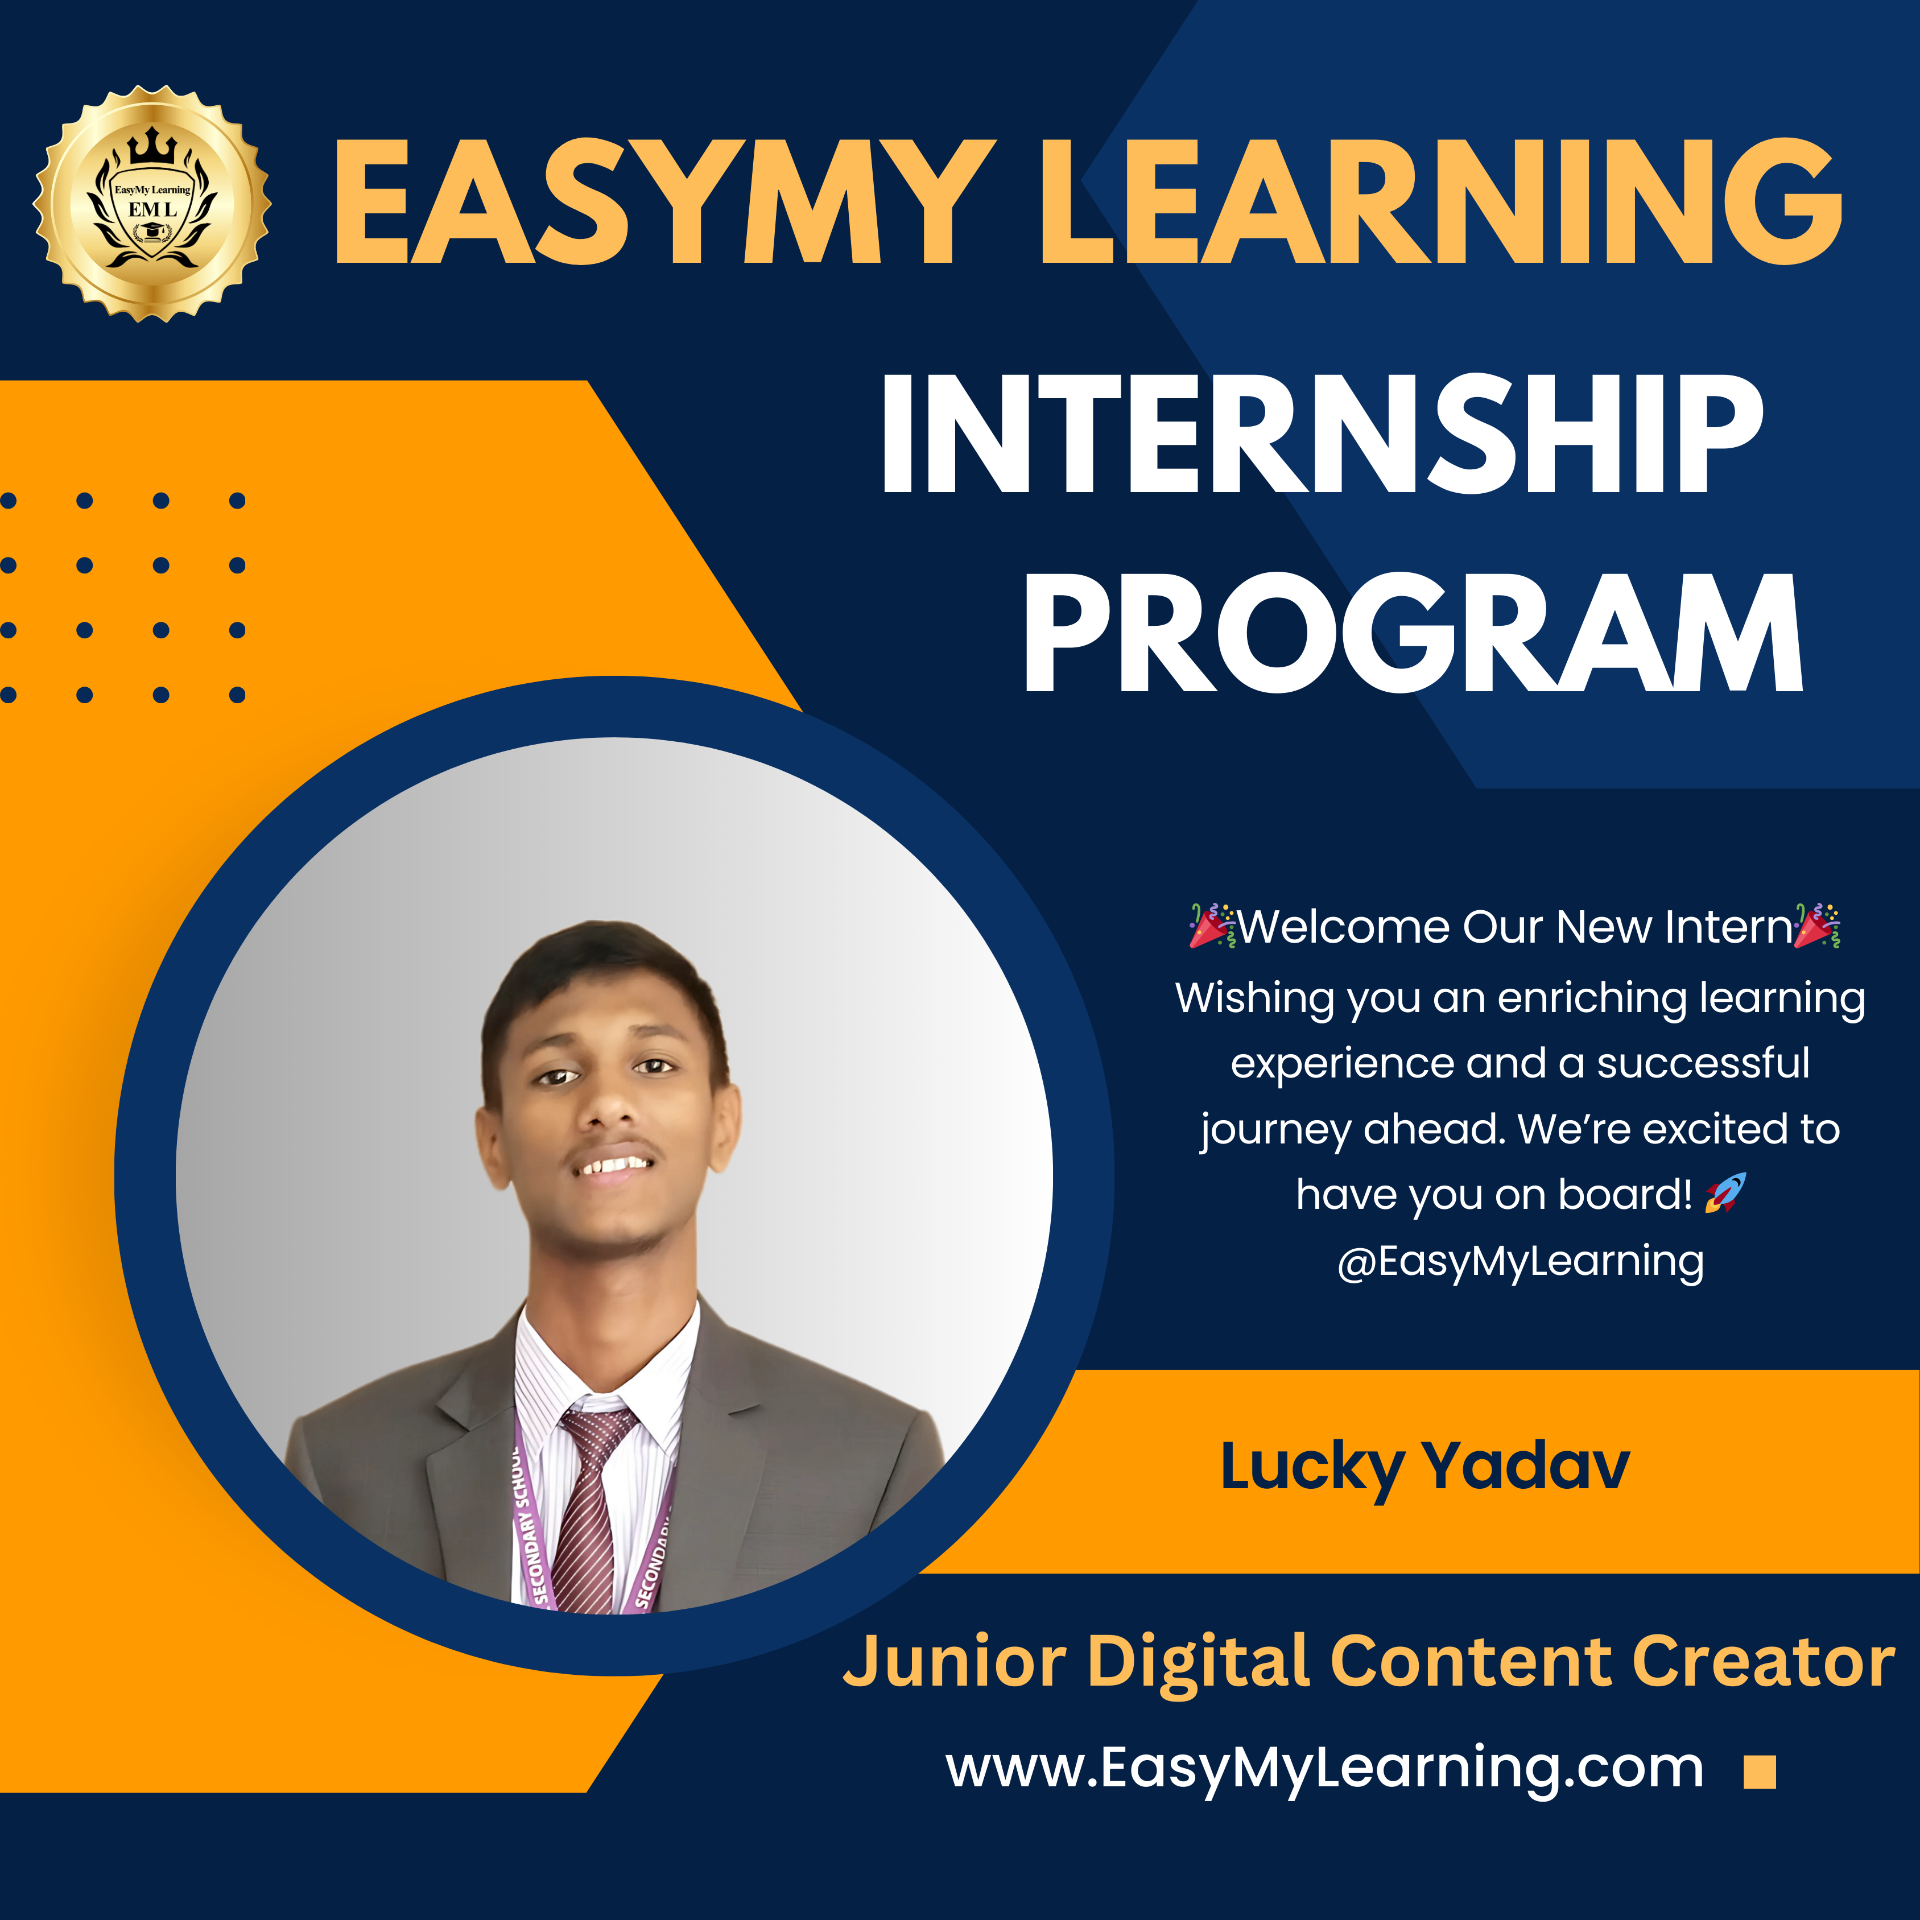 EasyMy Learning
EM L
EASYMY LEARNING
INTERNSHIP
PROGRAM
🎉Welcome Our New Intern🎉
Wishing you an enriching learning
experience and a successful
journey ahead. We’re excited to
have you on board! 🚀
@EasyMyLearning
SECONDARY SCHOOL
SECONDARY
Lucky Yadav
Junior Digital Content Creator
www.EasyMyLearning.com